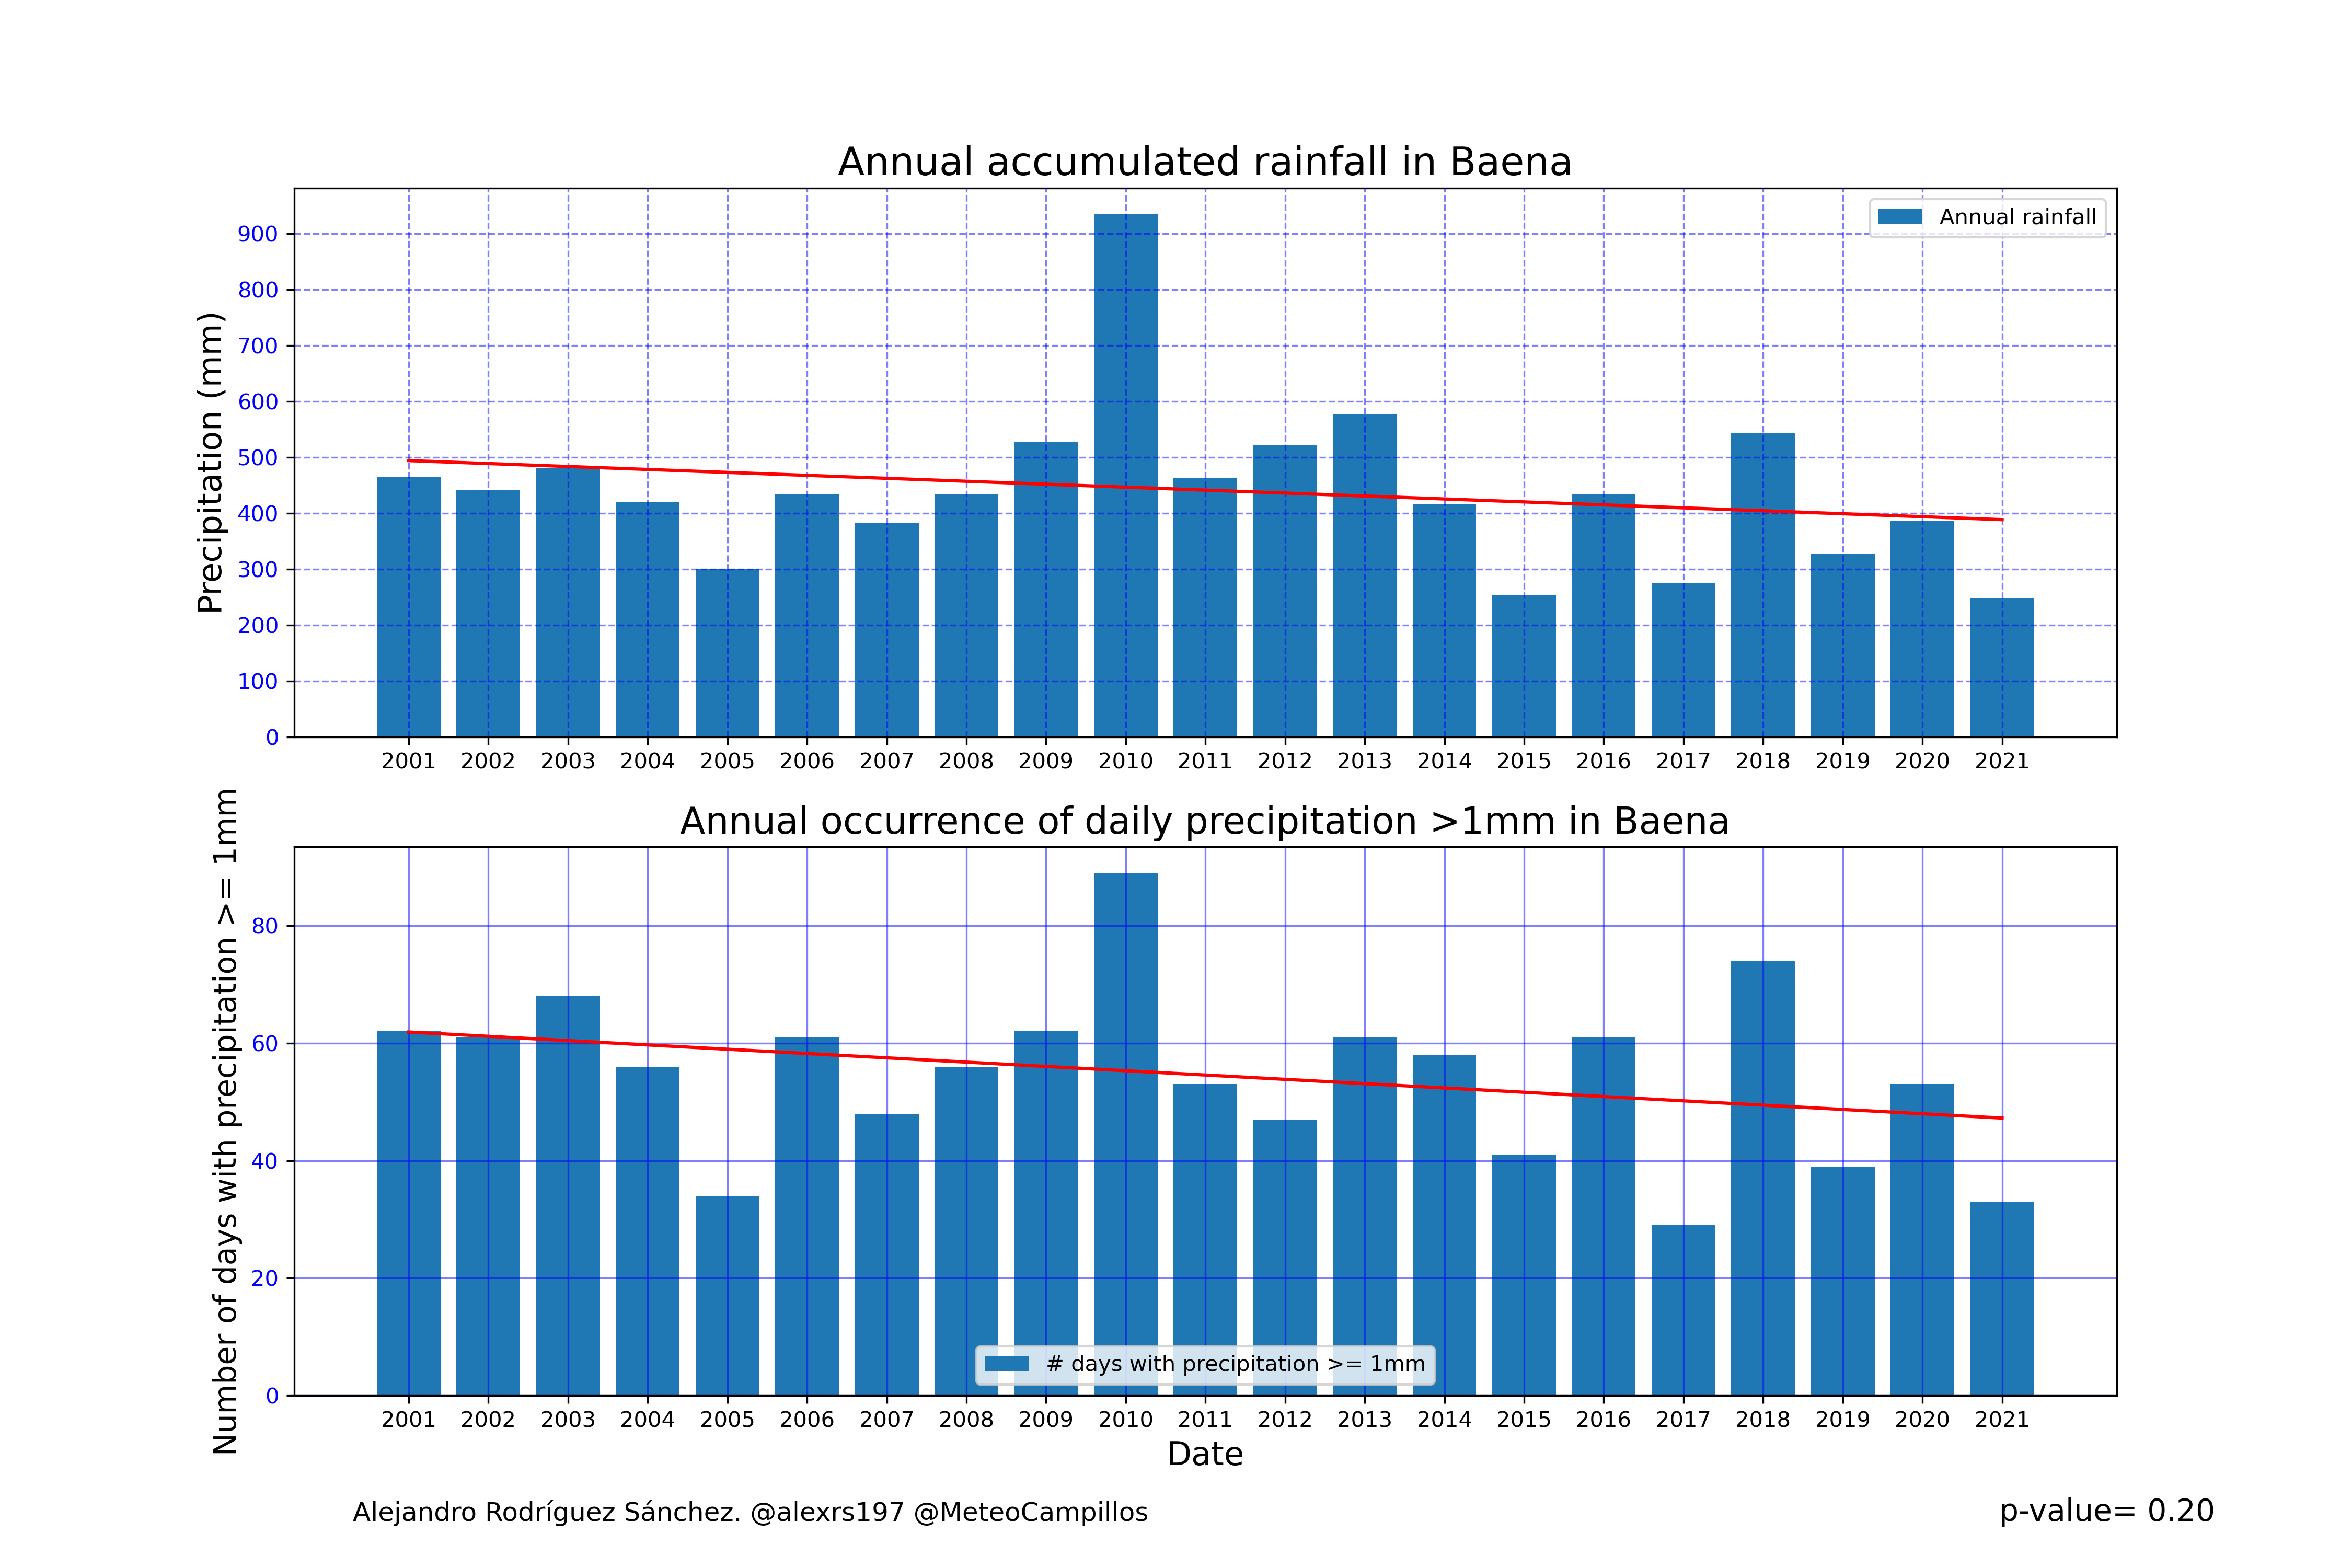 Annual accumulated rainfall in Baena
Precipitation (mm)
900
800
700
600
500
400
300
200
100
0
Annual rainfall
2001 2002 2003 2004 2005 2006 2007 2008 2009 2010 2011 2012 2013 2014 2015 2016 2017 2018 2019 2020 2021
Annual occurrence of daily precipitation >1mm in Baena
Number of days with precipitation >= 1mm
80
60
40
20
0
# days with precipitation >= 1mm
2001 2002 2003 2004 2005 2006 2007 2008 2009 2010 2011 2012 2013 2014 2015 2016 2017 2018 2019 2020 2021
Date
Alejandro Rodríguez Sánchez. @alexrs197 @MeteoCampillos
p-value= 0.20